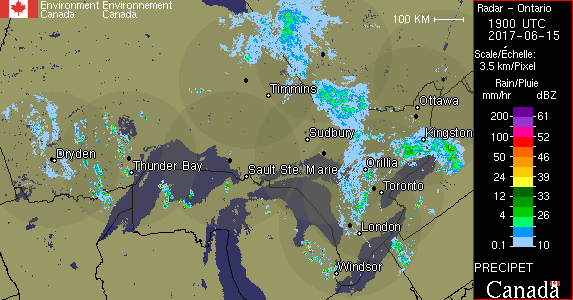 Environment Environnement
Canada Canada
100 KM
Timmins
Ottawa
Sudbury
Kingston
Dryden
Thunder Bay
Sault Ste. Marie
Orillia
Toronto
London
Windsor
Radar - Ontario
1900 UTC
2017-06-15
Scale/Échelle:
3.5 km/Pixel
Rain/Pluie
mm/hr dBZ
200 61
100 52
50 46
24 39
12 33
4 26
0.1 10
PRECIPET
Canada